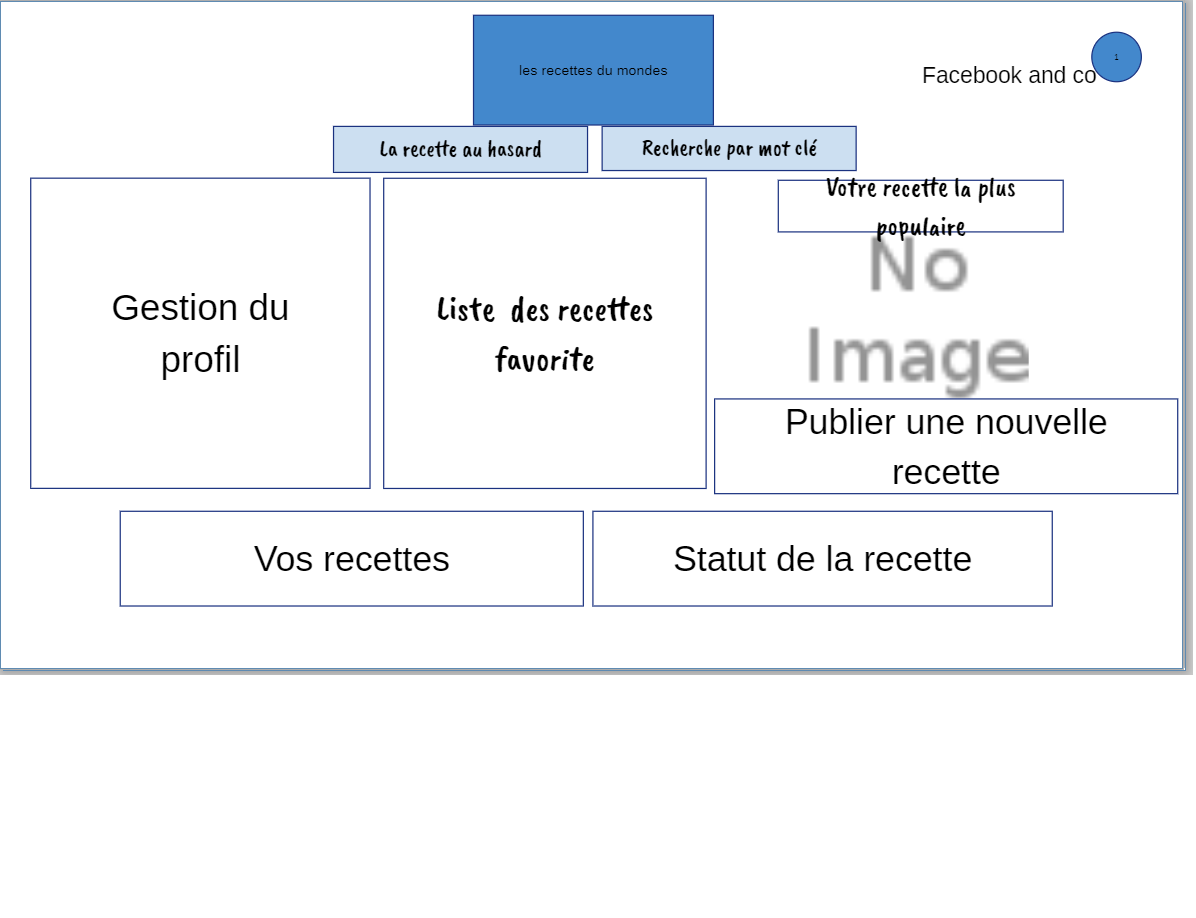 les recettes du mondes
1
Facebook and co
La recette au hasard
Recherche par mot clé
Votre recette la plus
populaire
No
Image
Gestion du
profil
Liste des recettes
favorite
Publier une nouvelle
recette
Vos recettes
Statut de la recette